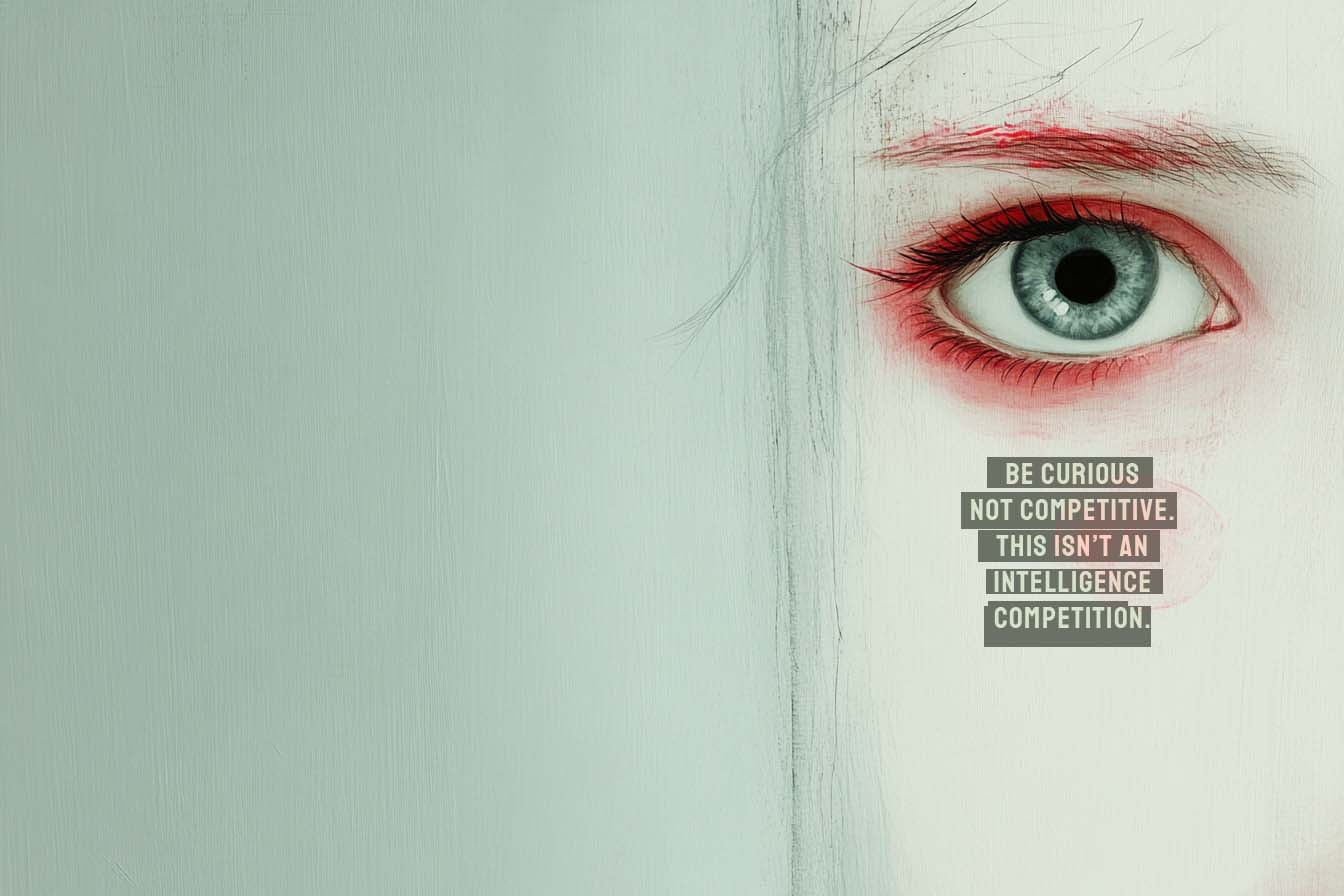 BE CURIOUS
NOT COMPETITIVE.
THIS ISN’T AN
INTELLIGENCE
COMPETITION.